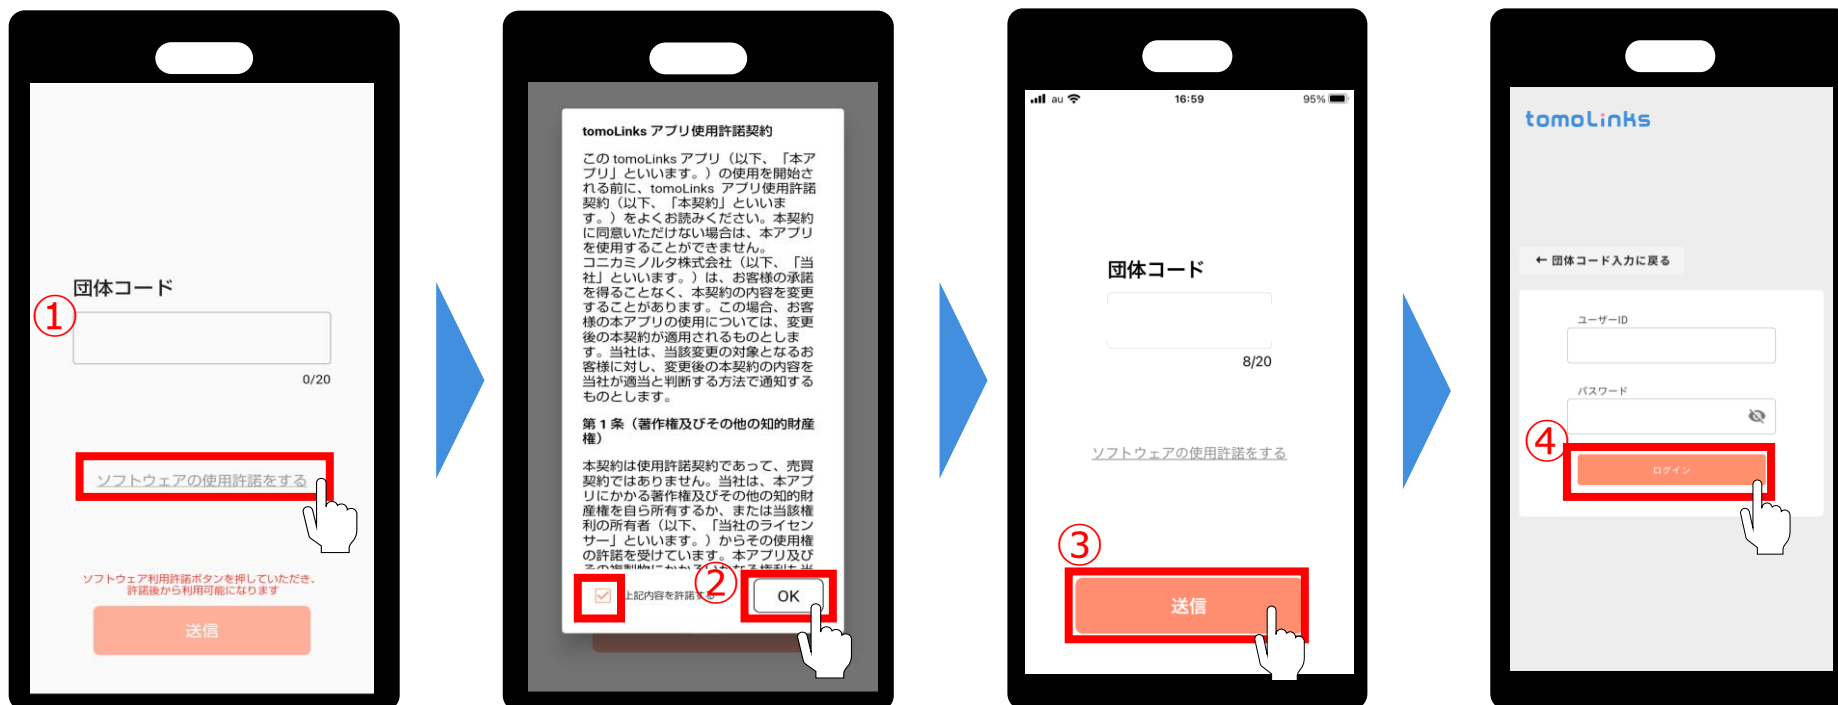 団体コード
①
0/20
ソフトウェアの使用許諾をする
ソフトウェア利用許諾ボタンを押していただき、
許諾後から利用可能になります
送信
tomoLinks アプリ使用許諾契約
この tomoLinks アプリ（以下、「本ア
プリ」といいます。）の使用を開始さ
れる前に、tomoLinks アプリ使用許諾
契約（以下、「本契約」といいま
す。）をよくお読みください。本契約
に同意いただけない場合は、本アプリ
を使用することができません。
コニカミノルタ株式会社（以下、「当
社」といいます。）は、お客様の承諾
を得ることなく、本契約の内容を変更
することがあります。この場合、お客
様の本アプリの使用については、変更
後の本契約が適用されるものとしま
す。当社は、当該変更の対象となるお
客様に対し、変更後の本契約の内容を
当社が適当と判断する方法で通知する
ものとします。
第 1 条（著作権及びその他の知的財産
権）
本契約は使用許諾契約であって、売買
契約ではありません。当社は、本アプ
リにかかる著作権及びその他の知的財
産権を自ら所有するか、または当該権
利の所有者（以下、「当社のライセン
サー」といいます。）からその使用権
の許諾を受けています。本アプリ及び
②
上記内容を許諾する
OK
au
16:59
95%
団体コード
8/20
ソフトウェアの使用許諾をする
③
送信
tomoLinks
← 団体コード入力に戻る
ユーザーID
パスワード
④
ログイン